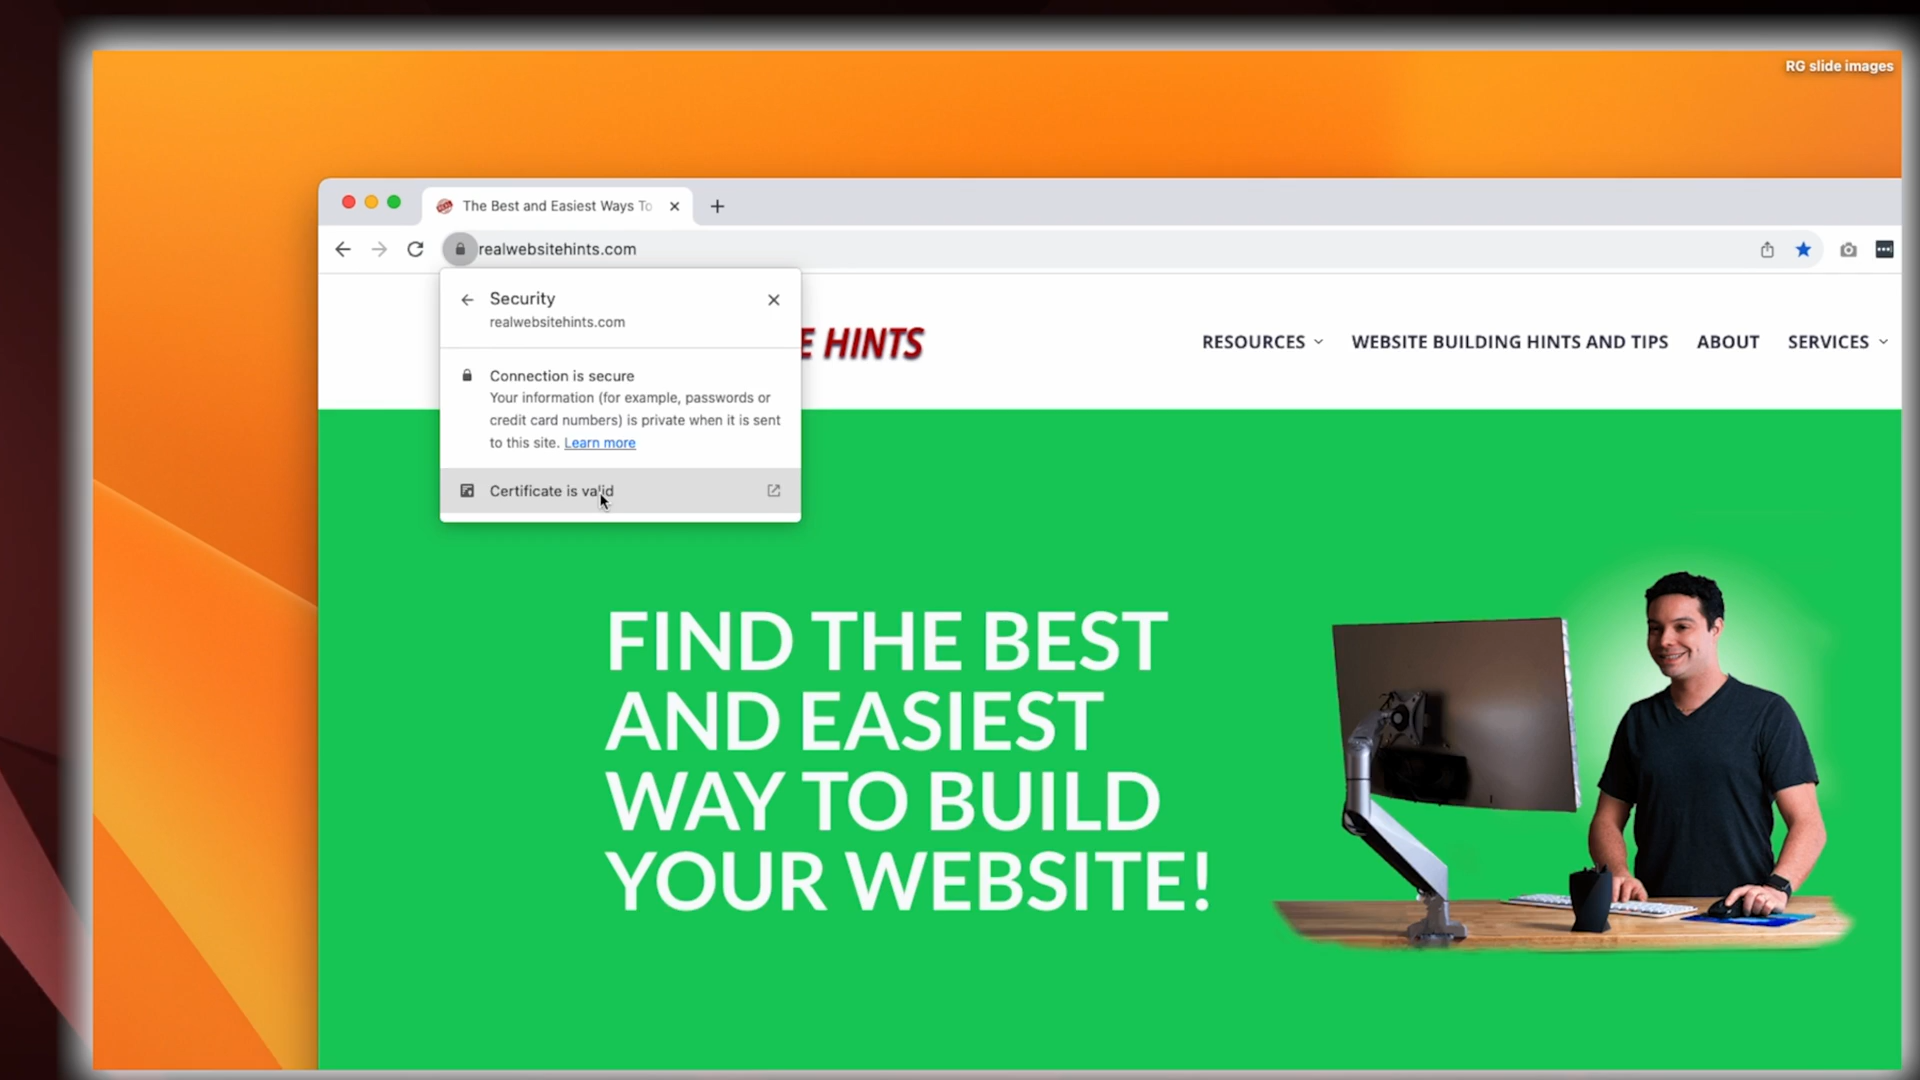 RG slide images
The Best and Easiest Ways To
realwebsitehints.com
Security
realwebsitehints.com
E HINTS
RESOURCES
WEBSITE BUILDING HINTS AND TIPS
ABOUT
SERVICES
Connection is secure
Your information (for example, passwords or
credit card numbers) is private when it is sent
to this site. Learn more
Certificate is valid
FIND THE BEST
AND EASIEST
WAY TO BUILD
YOUR WEBSITE!